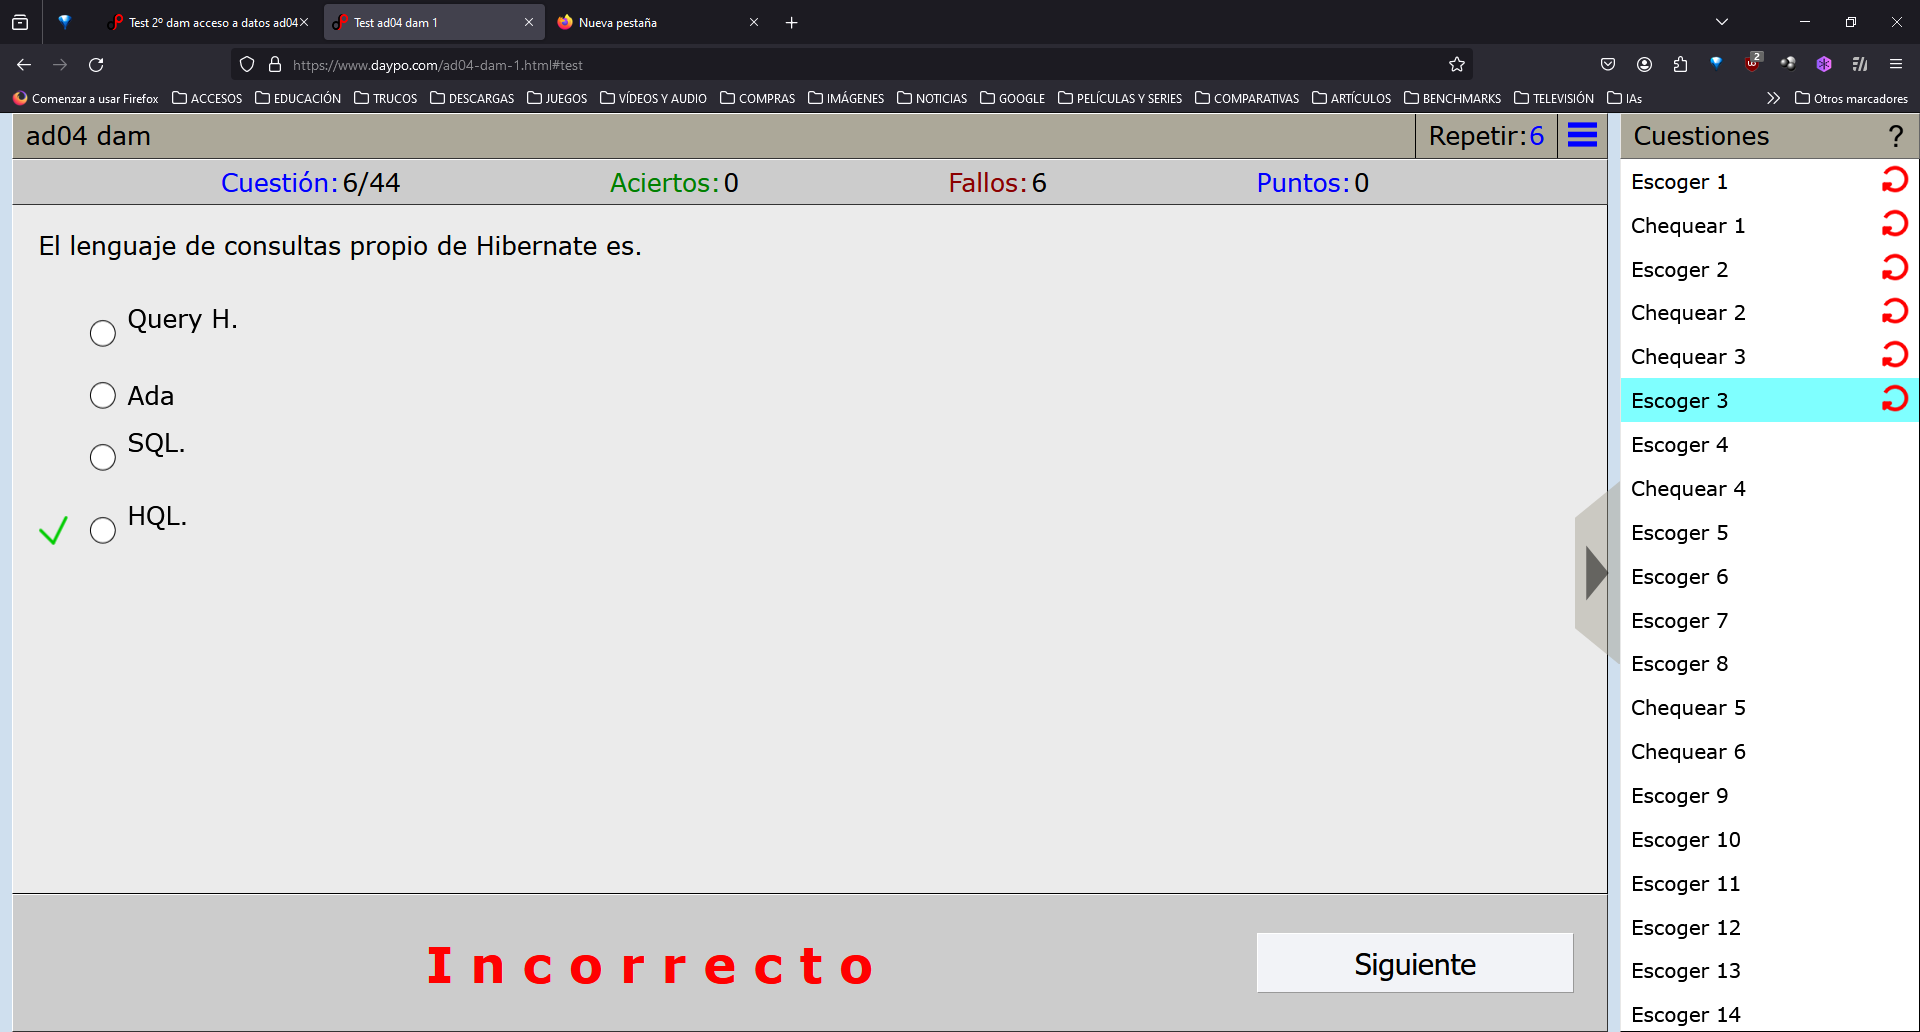 Test 2º dam acceso a datos ad04
Test ad04 dam 1
Nueva pestaña
https://www.daypo.com/ad04-dam-1.html#test
2
Comenzar a usar Firefox
ACCESOS
EDUCACIÓN
TRUCOS
DESCARGAS
JUEGOS
VÍDEOS Y AUDIO
COMPRAS
IMÁGENES
NOTICIAS
GOOGLE
PELÍCULAS Y SERIES
COMPARATIVAS
ARTÍCULOS
BENCHMARKS
TELEVISIÓN
IAs
Otros marcadores
ad04 dam
Repetir:6
Cuestión:6/44
Aciertos:0
Fallos:6
Puntos:0
El lenguaje de consultas propio de Hibernate es.
Query H.
Ada
SQL.
HQL.
Incorrecto
Siguiente
Cuestiones
?
Escoger 1
Chequear 1
Escoger 2
Chequear 2
Chequear 3
Escoger 3
Escoger 4
Chequear 4
Escoger 5
Escoger 6
Escoger 7
Escoger 8
Chequear 5
Chequear 6
Escoger 9
Escoger 10
Escoger 11
Escoger 12
Escoger 13
Escoger 14